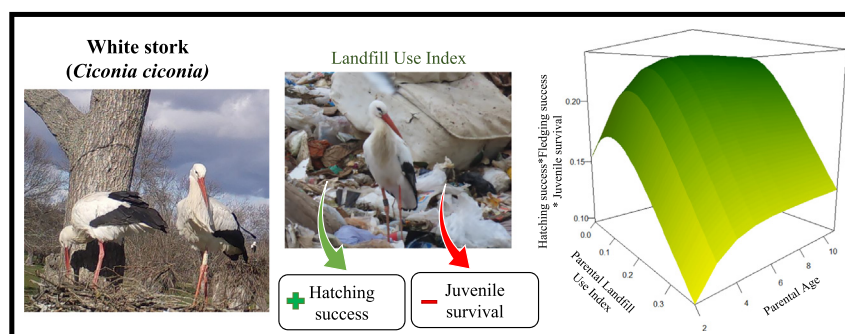 White stork
(Ciconia ciconia)
Landfill Use Index
+ Hatching
success
− Juvenile
survival
Hatching success*Fledging succcess
* Juvenile survival
0.20
0.15
0.10
0.0
0.1
0.2
0.3
Parental Landfill
Use Index
2
4
6
8
10
Parental Age